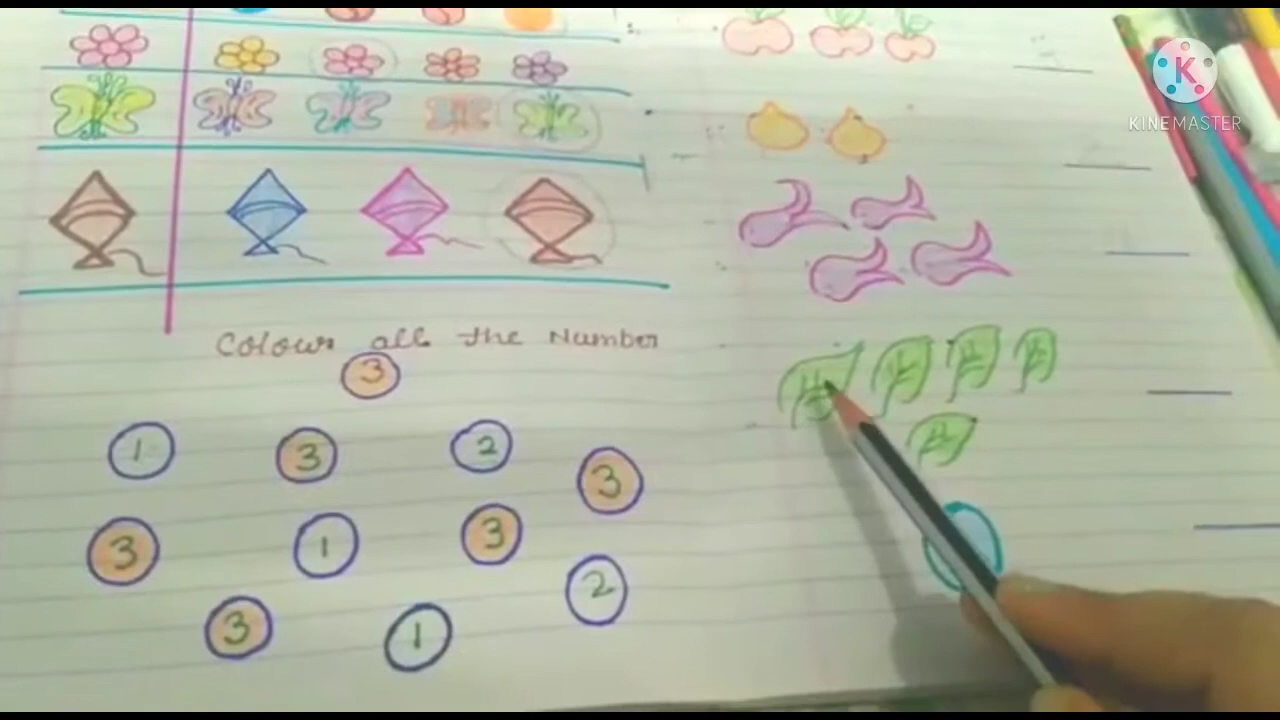 K
KINEMASTER
Colour all the Number
3
1 3 2 3
3 1 3 2
3 1